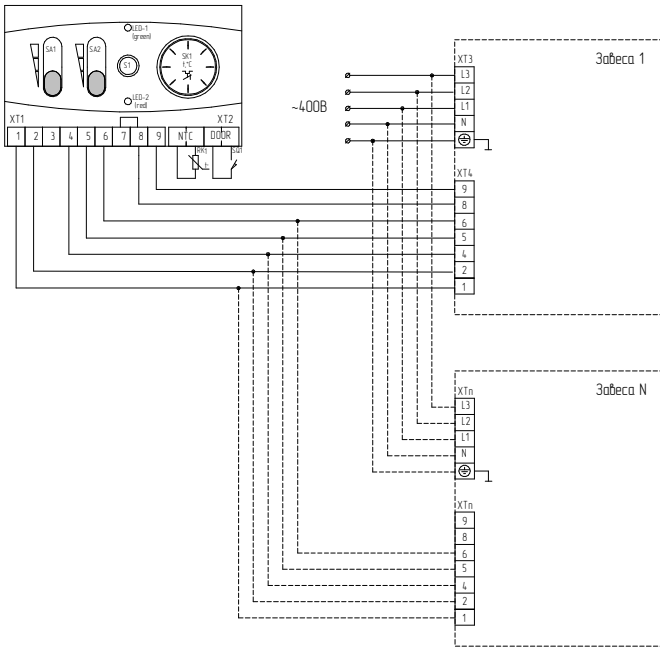 LED-1
(green)
SA1
SA2
S1
SK1
t,°C
LED-2
(red)
XT1
XT2
1 2 3 4 5 6 7 8 9 NTC DOOR
RK1
t
SQ1
~400В
Завеса 1
XT3
L3
L2
L1
N
XT4
9
8
6
5
4
2
1
Завеса N
XTn
L3
L2
L1
N
XTn
9
8
6
5
4
2
1